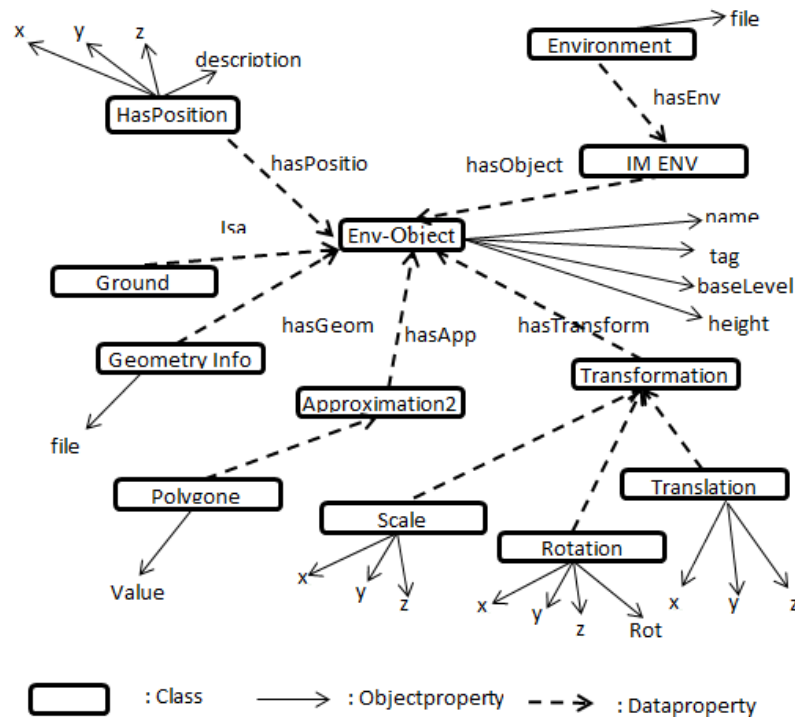 x y z file
description Environment
HasPosition hasEnv
hasPositio hasObject IM ENV
Isa Env-Object name
tag
Ground baseLevel
hasGeom hasApp hasTransform height
Geometry Info Transformation
Approximation2
file
Polygone Scale Translation
Rotation
Value x y z x y z Rot x y z
: Class : Objectproperty : Dataproperty